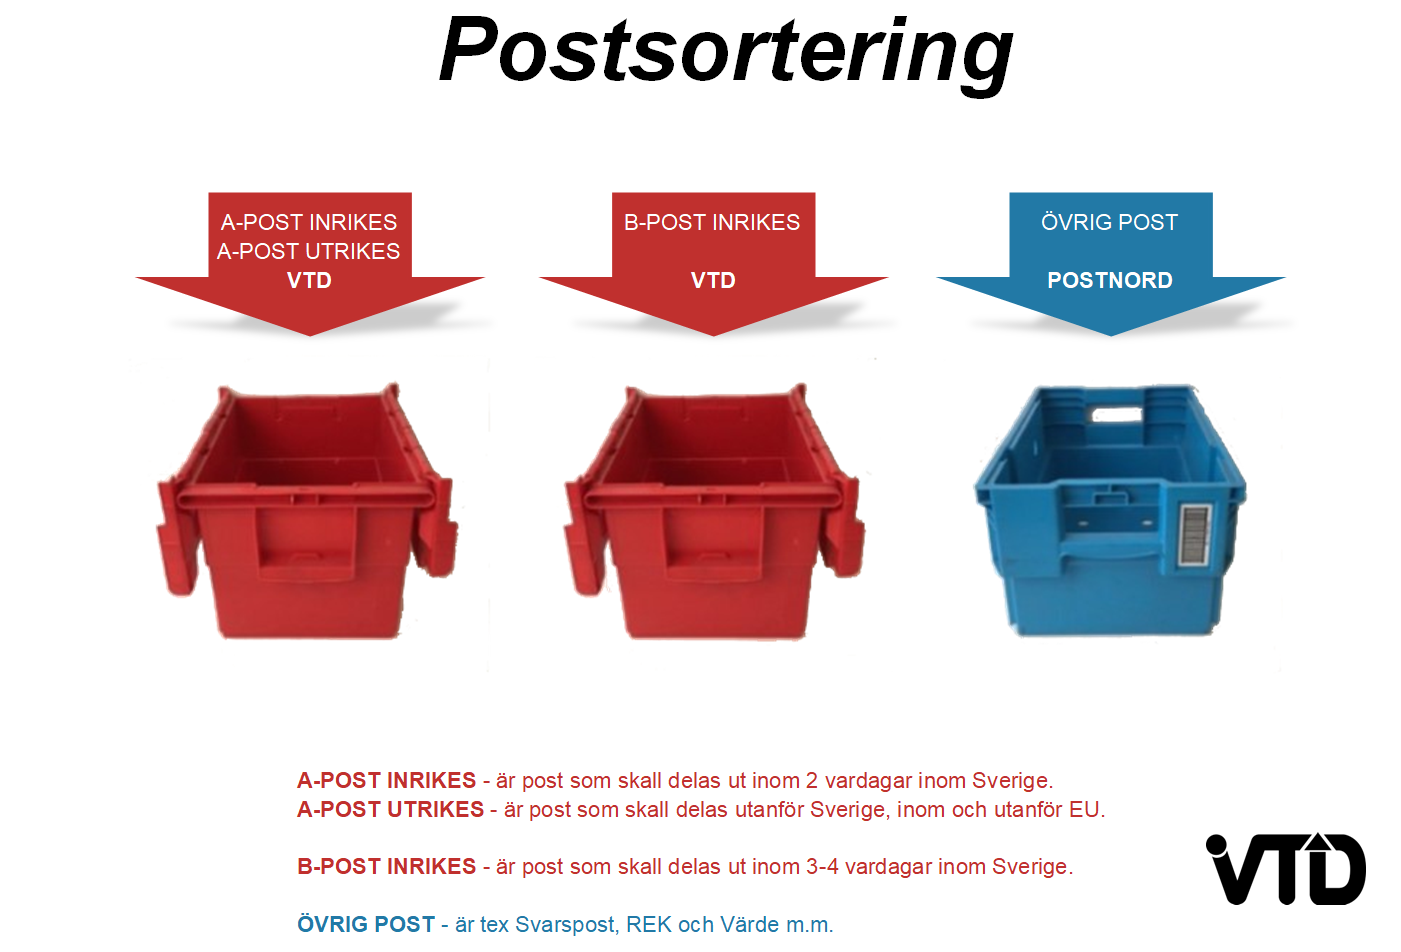 Postsortering
A-POST INRIKES
A-POST UTRIKES
VTD
B-POST INRIKES
VTD
ÖVRIG POST
POSTNORD
A-POST INRIKES - är post som skall delas ut inom 2 vardagar inom Sverige.
A-POST UTRIKES - är post som skall delas utanför Sverige, inom och utanför EU.
B-POST INRIKES - är post som skall delas ut inom 3-4 vardagar inom Sverige.
ÖVRIG POST - är tex Svarspost, REK och Värde m.m.
VTD